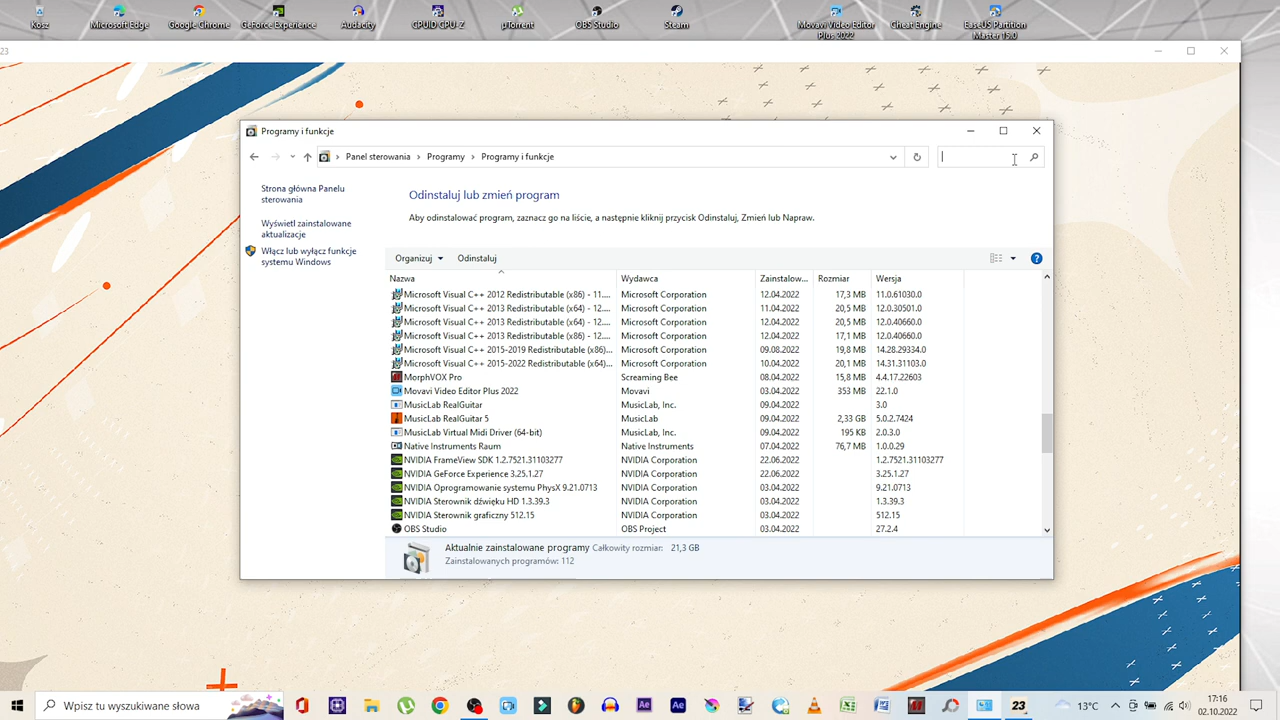 Kosz
Microsoft Edge
Google Chrome
GeForce Experience
Audacity
CPUID CPU-Z
µTorrent
OBS Studio
Steam
Movavi Video Editor Plus 2022
Cheat Engine
EaseUS Partition Master 15.0
23
Programy i funkcje
Panel sterowania > Programy > Programy i funkcje
Strona główna Panelu
sterowania
Wyświetl zainstalowane
aktualizacje
Włącz lub wyłącz funkcje
systemu Windows
Odinstaluj lub zmień program
Aby odinstalować program, zaznacz go na liście, a następnie kliknij przycisk Odinstaluj, Zmień lub Napraw.
Organizuj Odinstaluj
Nazwa Wydawca Zainstalow... Rozmiar Wersja
Microsoft Visual C++ 2012 Redistributable (x86) - 11.... Microsoft Corporation 12.04.2022 17,3 MB 11.0.61030.0
Microsoft Visual C++ 2013 Redistributable (x64) - 12.... Microsoft Corporation 11.04.2022 20,5 MB 12.0.30501.0
Microsoft Visual C++ 2013 Redistributable (x64) - 12.... Microsoft Corporation 12.04.2022 20,5 MB 12.0.40660.0
Microsoft Visual C++ 2013 Redistributable (x86) - 12.... Microsoft Corporation 12.04.2022 17,1 MB 12.0.40660.0
Microsoft Visual C++ 2015-2019 Redistributable (x86)... Microsoft Corporation 09.08.2022 19,8 MB 14.28.29334.0
Microsoft Visual C++ 2015-2022 Redistributable (x64)... Microsoft Corporation 10.04.2022 20,1 MB 14.31.31103.0
MorphVOX Pro Screaming Bee 08.04.2022 15,8 MB 4.4.17.22603
Movavi Video Editor Plus 2022 Movavi 03.04.2022 353 MB 22.1.0
MusicLab RealGuitar MusicLab, Inc. 09.04.2022 3.0
MusicLab RealGuitar 5 MusicLab 09.04.2022 2,33 GB 5.0.2.7424
MusicLab Virtual Midi Driver (64-bit) MusicLab, Inc. 09.04.2022 195 KB 2.0.3.0
Native Instruments Raum Native Instruments 07.04.2022 76,7 MB 1.0.0.29
NVIDIA FrameView SDK 1.2.7521.31103277 NVIDIA Corporation 22.06.2022 1.2.7521.31103277
NVIDIA GeForce Experience 3.25.1.27 NVIDIA Corporation 22.06.2022 3.25.1.27
NVIDIA Oprogramowanie systemu PhysX 9.21.0713 NVIDIA Corporation 03.04.2022 9.21.0713
NVIDIA Sterownik dźwięku HD 1.3.39.3 NVIDIA Corporation 03.04.2022 1.3.39.3
NVIDIA Sterownik graficzny 512.15 NVIDIA Corporation 03.04.2022 512.15
OBS Studio OBS Project 03.04.2022 27.2.4
Aktualnie zainstalowane programy Całkowity rozmiar: 21,3 GB
Zainstalowanych programów: 112
Wpisz tu wyszukiwane słowa
Ae
Ae
23
13°C
17:16
02.10.2022